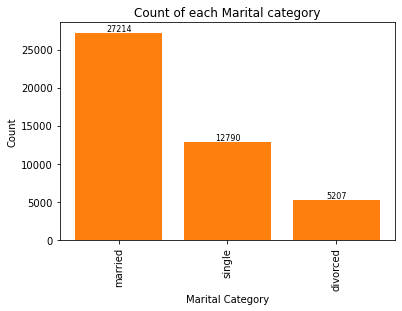 Count of each Marital category
Count
25000
20000
15000
10000
5000
0
27214
12790
5207
married
single
divorced
Marital Category